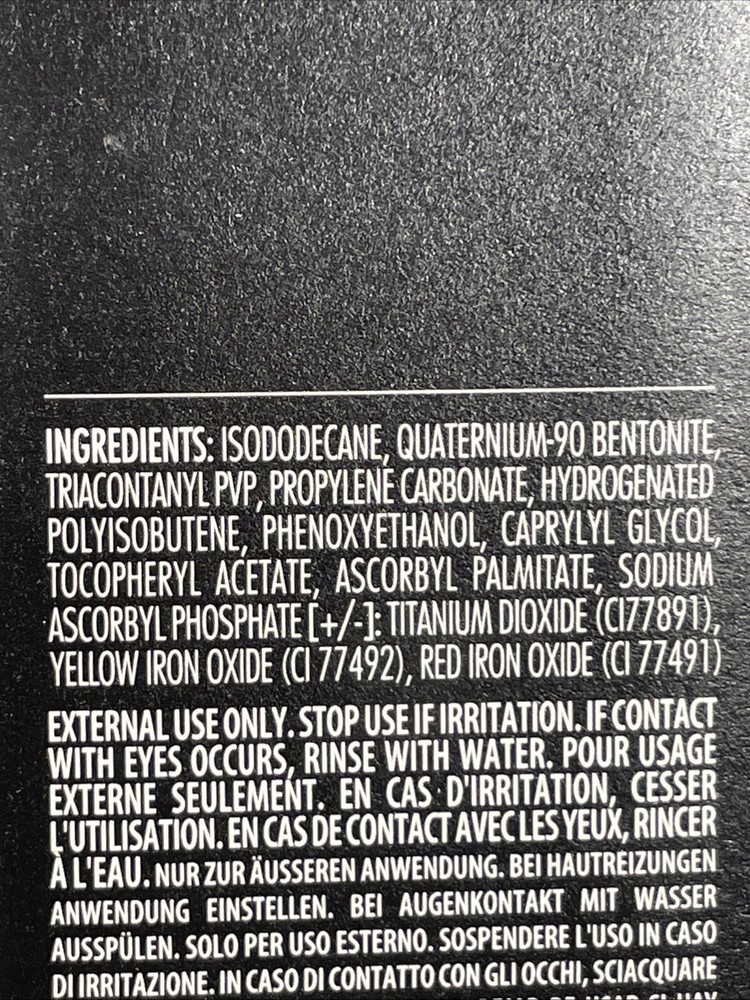 INGREDIENTS: ISODODECANE, QUATERNIUM-90 BENTONITE,
TRIACONTANYL PVP, PROPYLENE CARBONATE, HYDROGENATED
POLYISOBUTENE, PHENOXYETHANOL, CAPRYLYL GLYCOL,
TOCOPHERYL ACETATE, ASCORBYL PALMITATE, SODIUM
ASCORBYL PHOSPHATE [+/-]: TITANIUM DIOXIDE (CI77891),
YELLOW IRON OXIDE (CI 77492), RED IRON OXIDE (CI 77491)
EXTERNAL USE ONLY. STOP USE IF IRRITATION. IF CONTACT
WITH EYES OCCURS, RINSE WITH WATER. POUR USAGE
EXTERNE SEULEMENT. EN CAS D'IRRITATION, CESSER
L'UTILISATION. EN CAS DE CONTACT AVEC LES YEUX, RINCER
À L'EAU. NUR ZUR ÄUSSEREN ANWENDUNG. BEI HAUTREIZUNGEN
ANWENDUNG EINSTELLEN. BEI AUGENKONTAKT MIT WASSER
AUSSPÜLEN. SOLO PER USO ESTERNO. SOSPENDERE L'USO IN CASO
DI IRRITAZIONE. IN CASO DI CONTATTO CON GLI OCCHI, SCIACQUARE